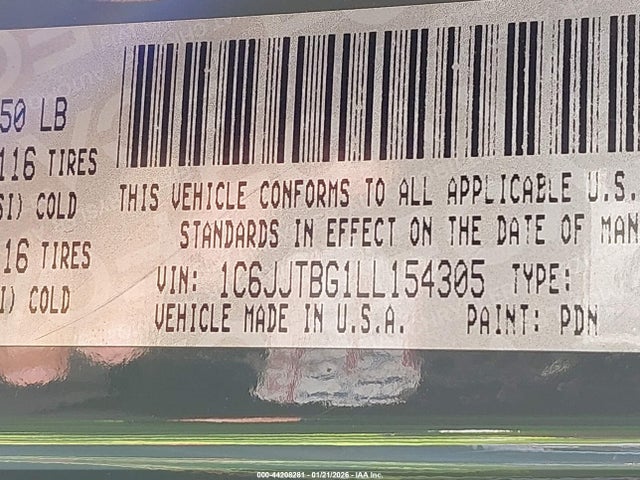 50 LB
116 TIRES
SI) COLD
16 TIRES
I) COLD
THIS VEHICLE CONFORMS TO ALL APPLICABLE U.S.
STANDARDS IN EFFECT ON THE DATE OF MAN
VIN: 1C6JJTBG1LL154305 TYPE:
VEHICLE MADE IN U.S.A. PAINT: PDN
000-44208261 - 01/21/2026 - IAA Inc.